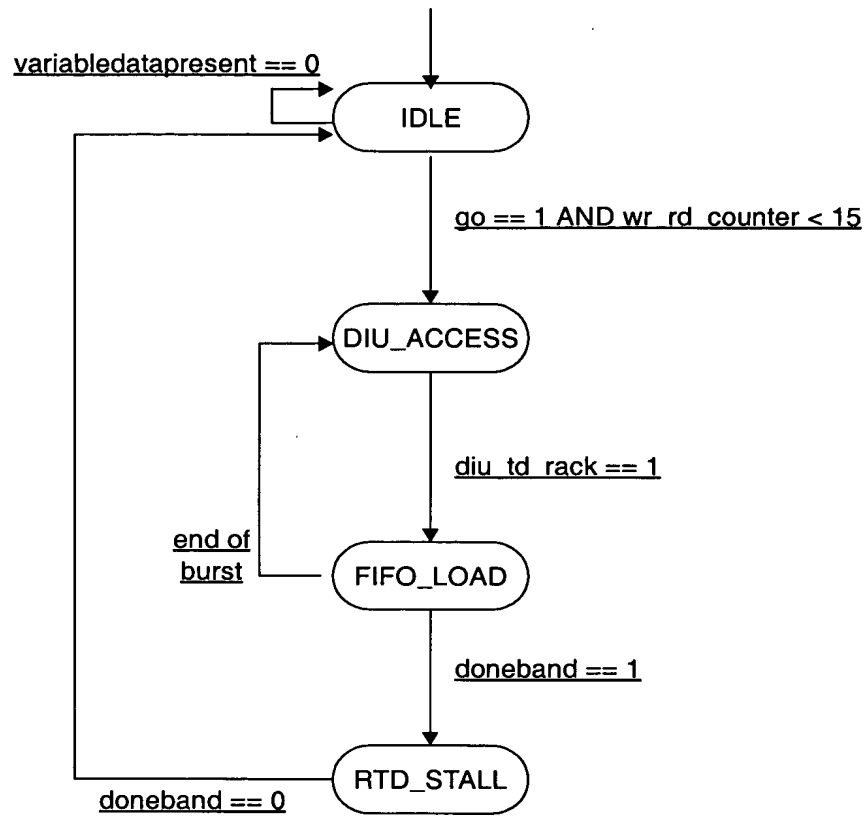 variabledatapresent == 0
IDLE
go == 1 AND wr_rd_counter < 15
DIU_ACCESS
diu_td_rack == 1
end of
burst
FIFO_LOAD
doneband == 1
RTD_STALL
doneband == 0